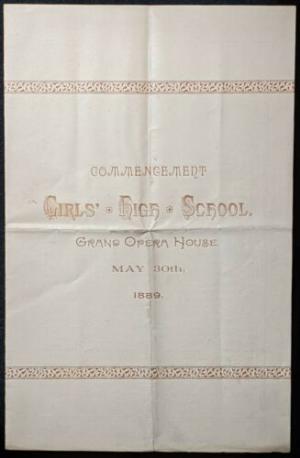 COMMENCEMENT
GIRLS' HIGH SCHOOL.
GRAND OPERA HOUSE
MAY 30th,
1889.